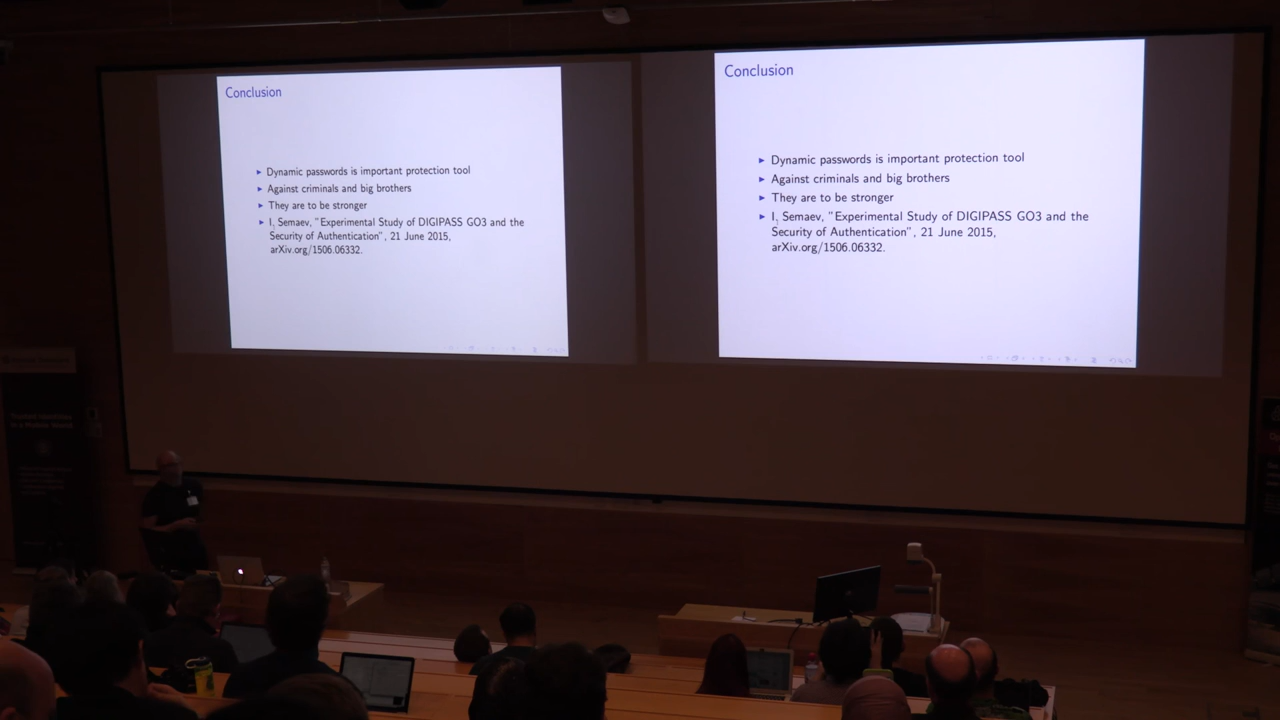 Conclusion
Dynamic passwords is important protection tool
Against criminals and big brothers
They are to be stronger
I, Semaev, "Experimental Study of DIGIPASS GO3 and the
Security of Authentication", 21 June 2015,
arXiv.org/1506.06332.
Conclusion
Dynamic passwords is important protection tool
Against criminals and big brothers
They are to be stronger
I, Semaev, "Experimental Study of DIGIPASS GO3 and the
Security of Authentication", 21 June 2015,
arXiv.org/1506.06332.